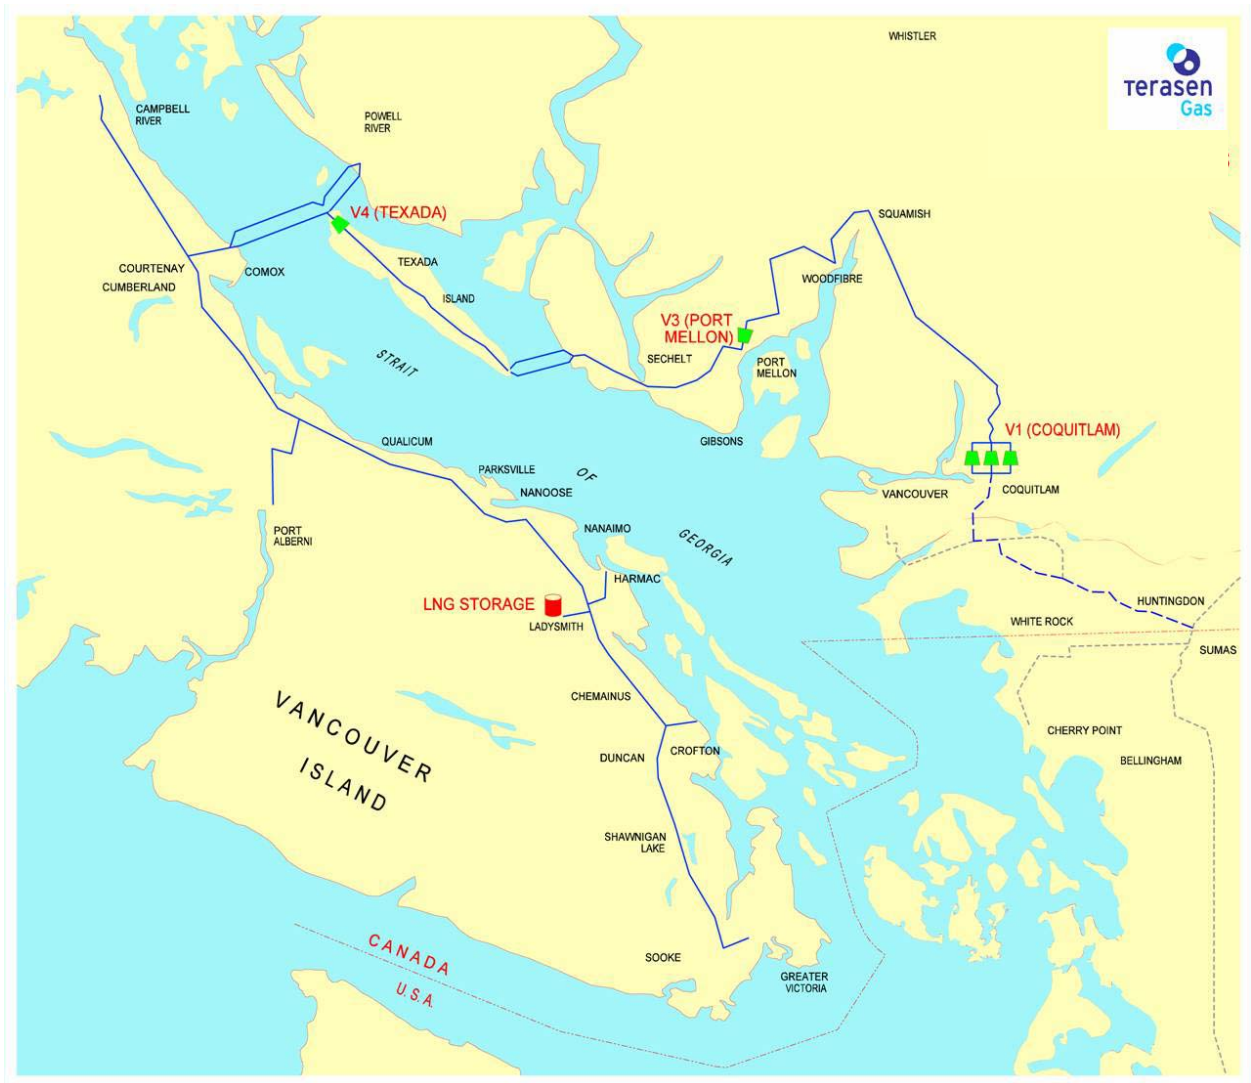 WHISTLER
Terasen
Gas
CAMPBELL
RIVER
POWELL
RIVER
V4 (TEXADA)
SQUAMISH
TEXADA
ISLAND
COURTENAY
COMOX
CUMBERLAND
WOODFIBRE
V3 (PORT
MELLON)
SECHELT
PORT
MELLON
STRAIT
OF
GEORGIA
QUALICUM
GIBSONS
V1 (COQUITLAM)
PARKSVILLE
NANOOSE
VANCOUVER
COQUITLAM
PORT
ALBERNI
NANAIMO
HARMAC
LNG STORAGE
LADYSMITH
HUNTINGDON
WHITE ROCK
SUMAS
CHEMAINUS
VANCOUVER
ISLAND
DUNCAN
CROFTON
CHERRY POINT
BELLINGHAM
SHAWNIGAN
LAKE
CANADA
U.S.A
SOOKE
GREATER
VICTORIA